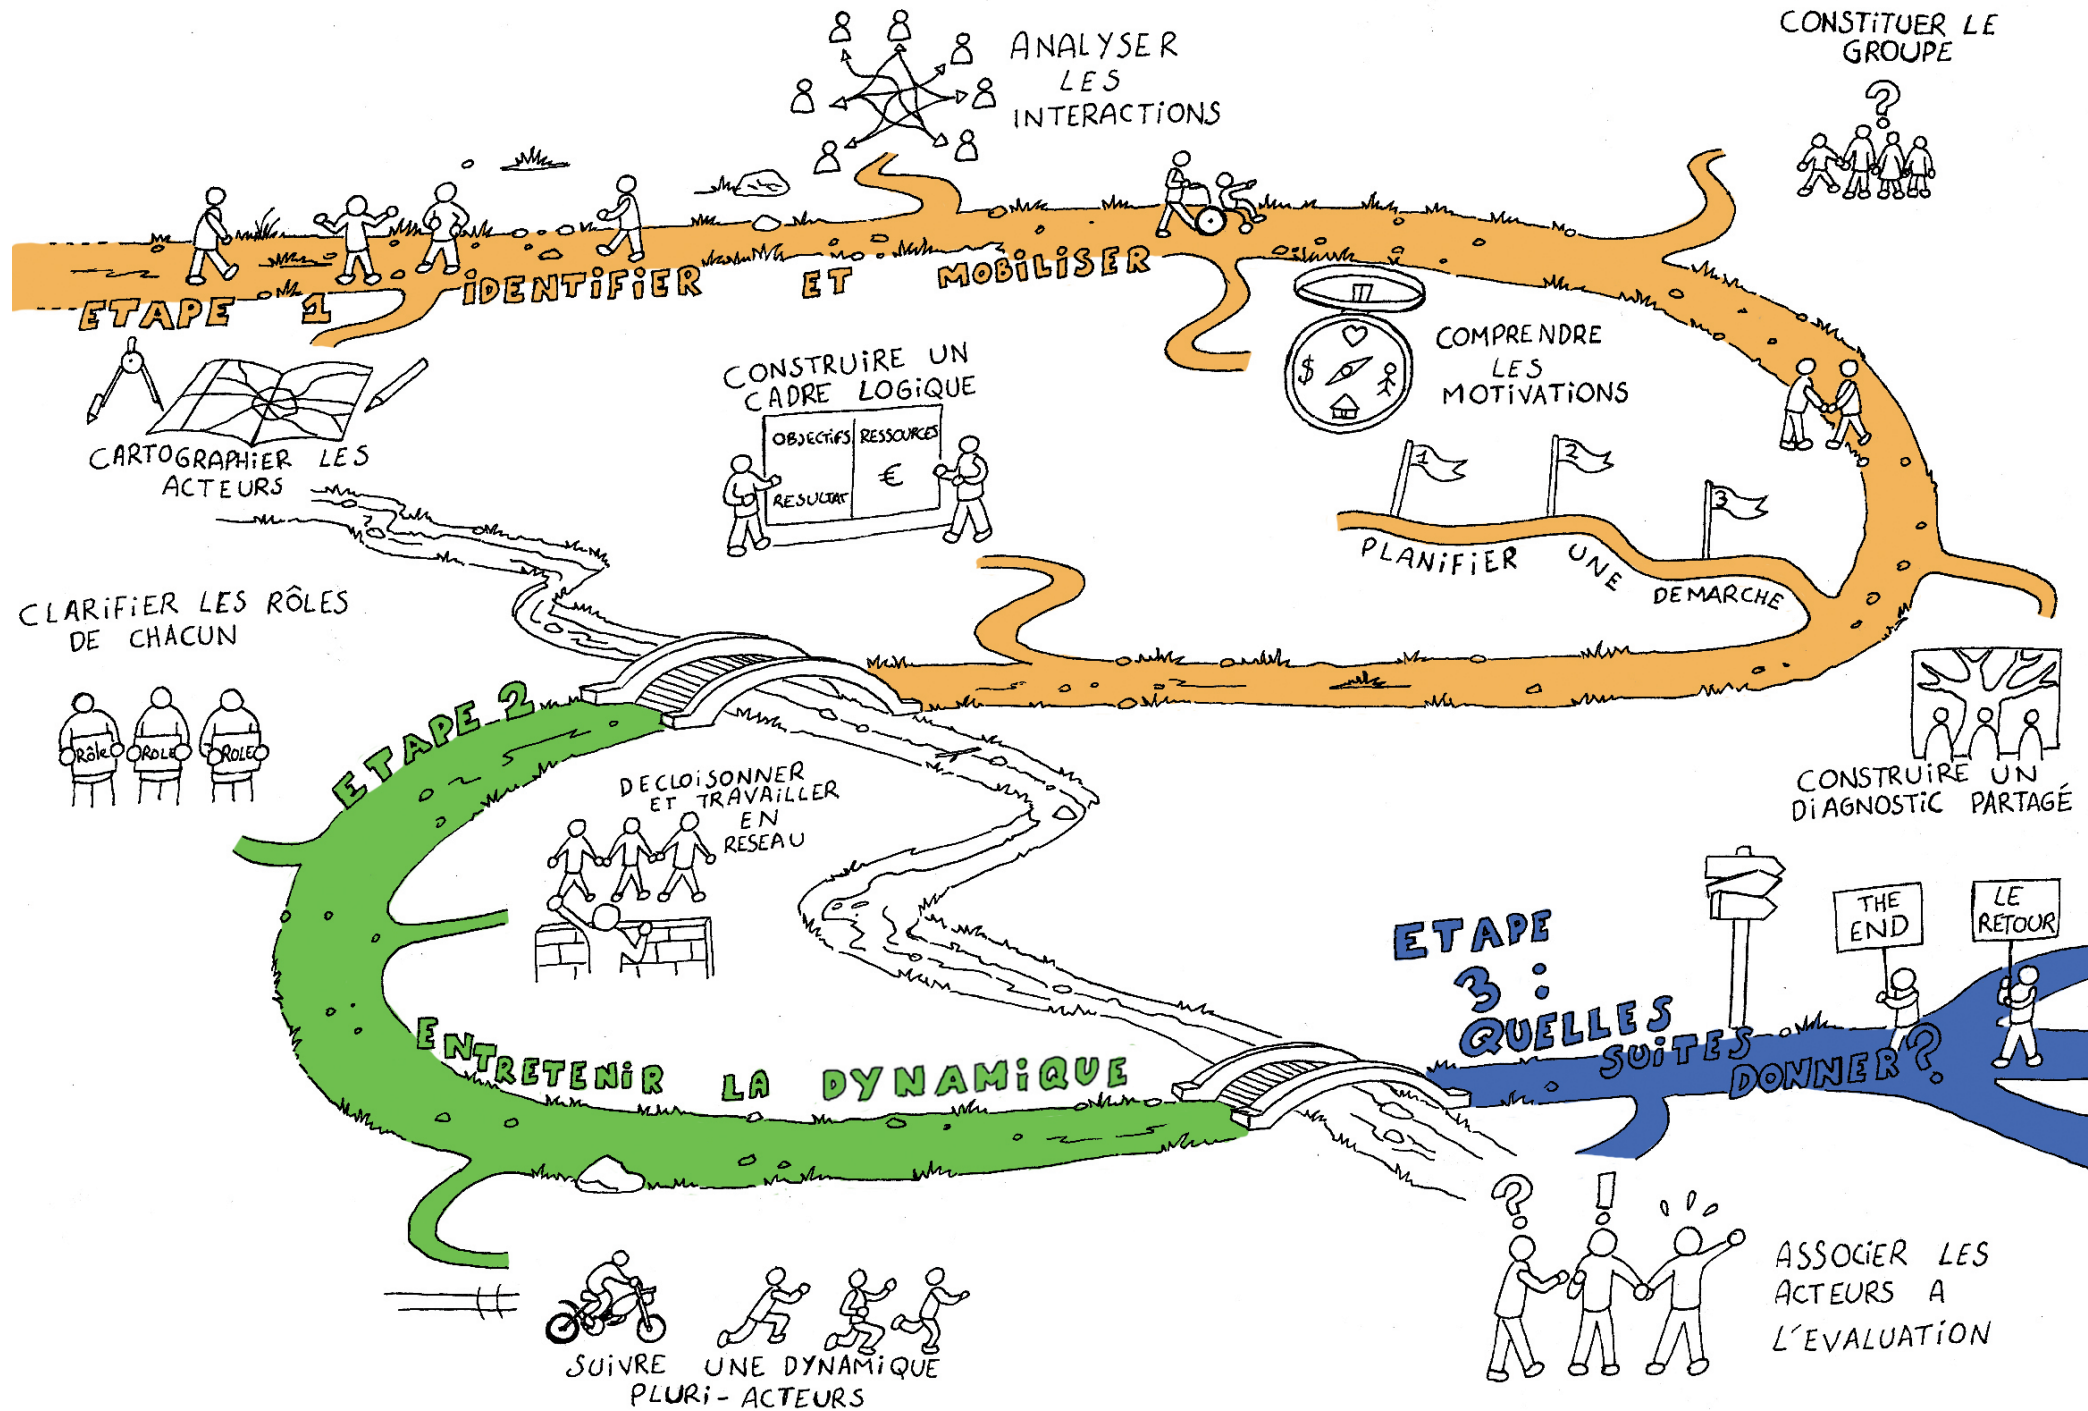 ANALYSER
LES
INTERACTIONS
CONSTITUER LE
GROUPE
?
ETAPE 1 IDENTIFIER ET MOBILISER
CARTOGRAPHIER LES
ACTEURS
CONSTRUIRE UN
CADRE LOGIQUE
OBJECTIFS RESSOURCES
RESULTAT €
$
COMPRENDRE
LES
MOTIVATIONS
1
2
3
PLANIFIER UNE DEMARCHE
CLARIFIER LES RÔLES
DE CHACUN
Rôle ROLE ROLE
CONSTRUIRE UN
DIAGNOSTIC PARTAGÉ
ETAPE 2
DECLOISONNER
ET TRAVAILLER
EN
RESEAU
ENTRETENIR LA DYNAMIQUE
ETAPE
3 :
QUELLES
SUITES
DONNER ?
THE
END
LE
RETOUR
SUIVRE UNE DYNAMIQUE
PLURI-ACTEURS
? !
ASSOCIER LES
ACTEURS A
L'EVALUATION